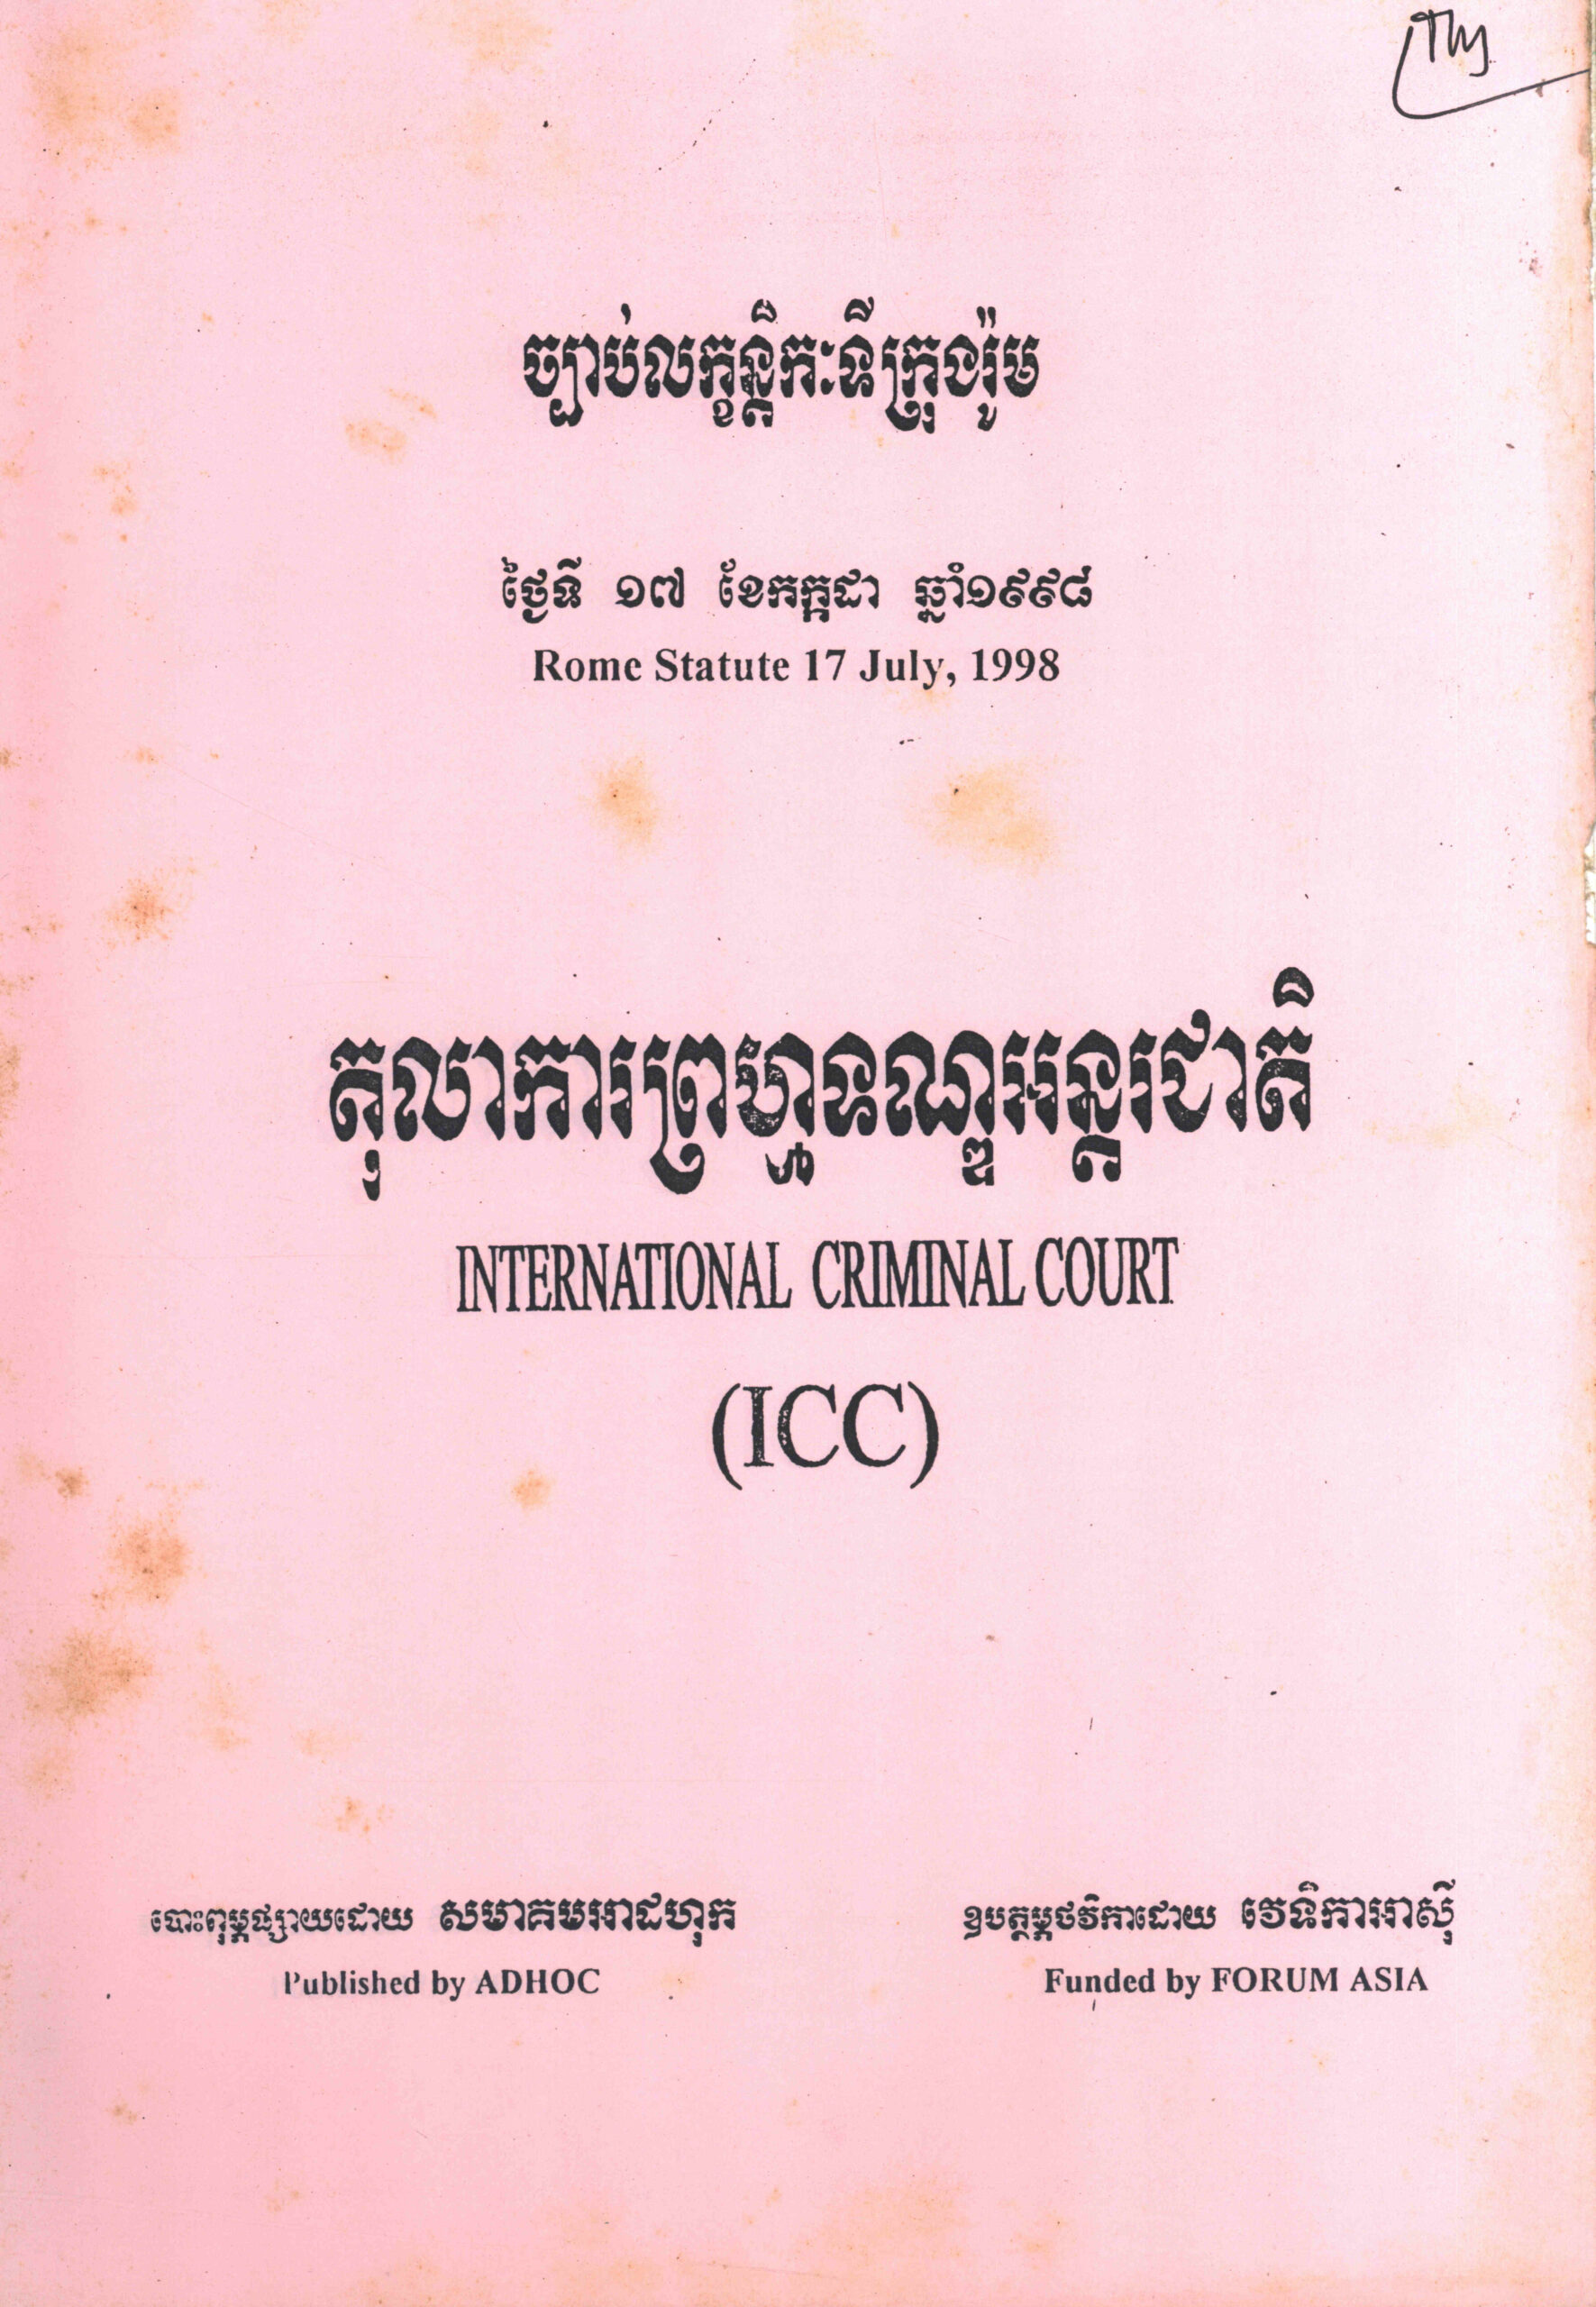 ច្បាប់លក្ខន្តិកៈទីក្រុងរ៉ូម
ថ្ងៃទី ១៧ ខែកក្កដា ឆ្នាំ១៩៩៨
Rome Statute 17 July, 1998
តុលាការព្រហ្មទណ្ឌអន្តរជាតិ
INTERNATIONAL CRIMINAL COURT
(ICC)
បោះពុម្ពផ្សាយដោយ សមាគមអាដហុក
Published by ADHOC
ឧបត្ថម្ភថវិកាដោយ វេទិកាអាស៊ី
Funded by FORUM ASIA